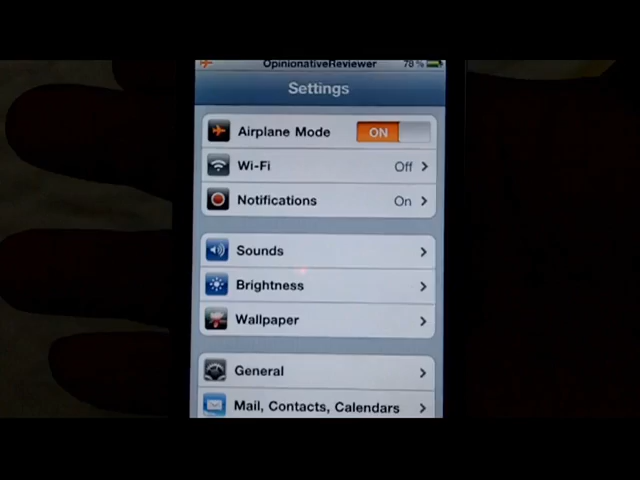 OpinionativeReviewer 78%
Settings
Airplane Mode ON
Wi-Fi Off
Notifications On
Sounds
Brightness
Wallpaper
General
Mail, Contacts, Calendars